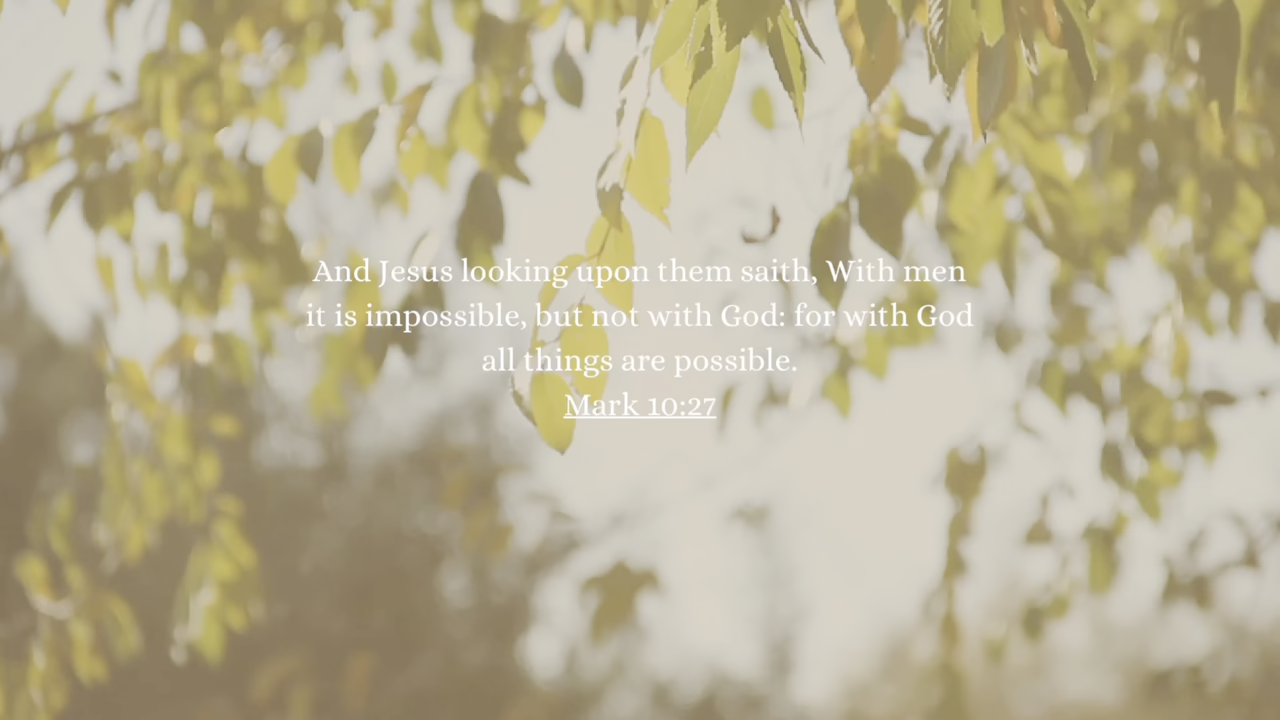 And Jesus looking upon them saith, With men
it is impossible, but not with God: for with God
all things are possible.
Mark 10:27